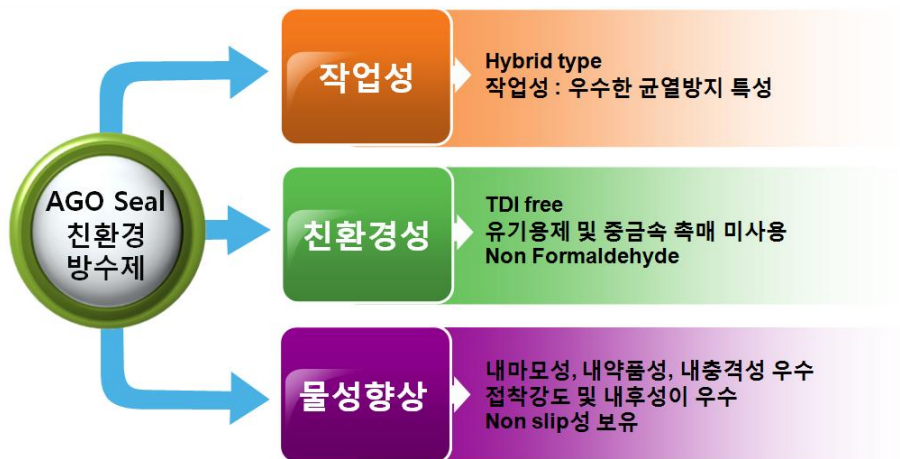 AGO Seal
친환경
방수제
작업성
Hybrid type
작업성 : 우수한 균열방지 특성
친환경성
TDI free
유기용제 및 중금속 촉매 미사용
Non Formaldehyde
물성향상
내마모성, 내약품성, 내충격성 우수
접착강도 및 내후성이 우수
Non slip성 보유